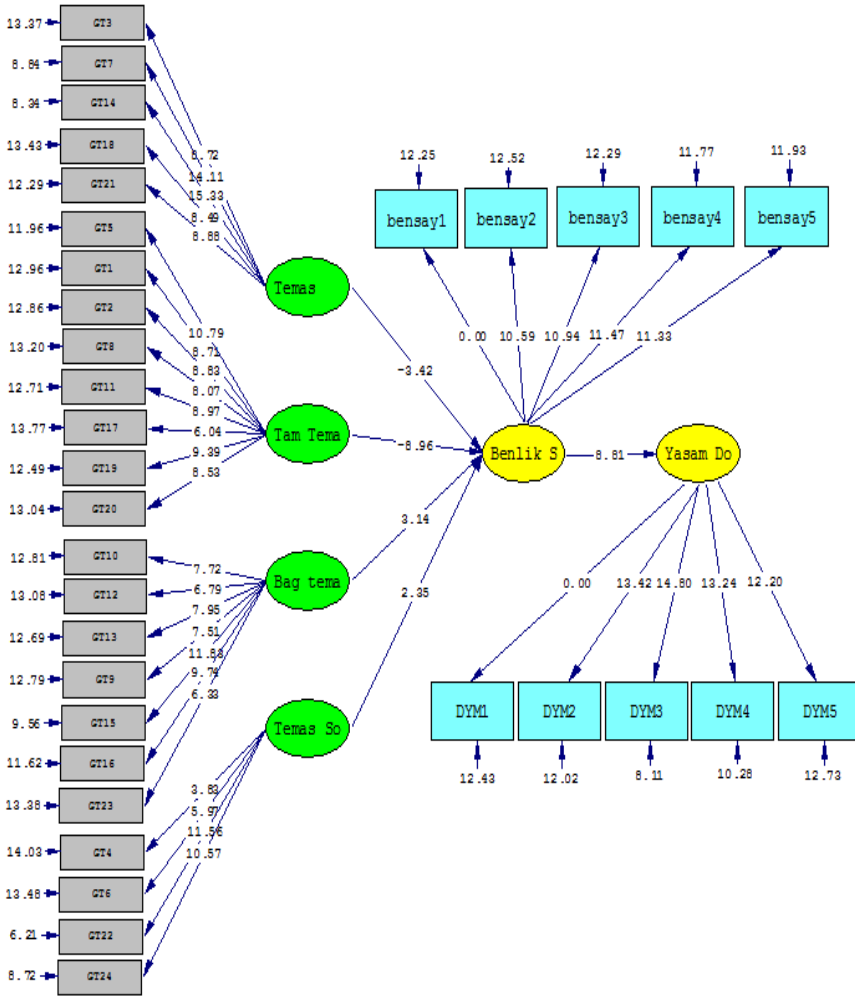 13.37 GT3
8.84 GT7
8.34 GT14
13.43 GT18
12.29 GT21
11.96 GT5
12.96 GT1
12.86 GT2
13.20 GT8
12.71 GT11
13.77 GT17
12.49 GT19
13.04 GT20
12.81 GT10
13.08 GT12
12.69 GT13
12.79 GT9
9.56 GT15
11.62 GT16
13.38 GT23
14.03 GT4
13.48 GT6
6.21 GT22
8.72 GT24
14.11
15.33
8.49
8.88
10.79
8.71
8.83
8.07
8.97
6.04
9.39
8.53
7.72
6.79
7.95
7.51
11.83
9.74
6.33
3.83
5.97
11.56
10.57
Temas
Tam Tema
Bag tema
Temas So
-3.42
-8.96
3.14
2.35
12.25 12.52 12.29 11.77 11.93
bensay1 bensay2 bensay3 bensay4 bensay5
0.00 10.59 10.94 11.47 11.33
Benlik S 8.81 Yasam Do
0.00 13.42 14.80 13.24 12.20
DYM1 DYM2 DYM3 DYM4 DYM5
12.43 12.02 8.11 10.28 12.73